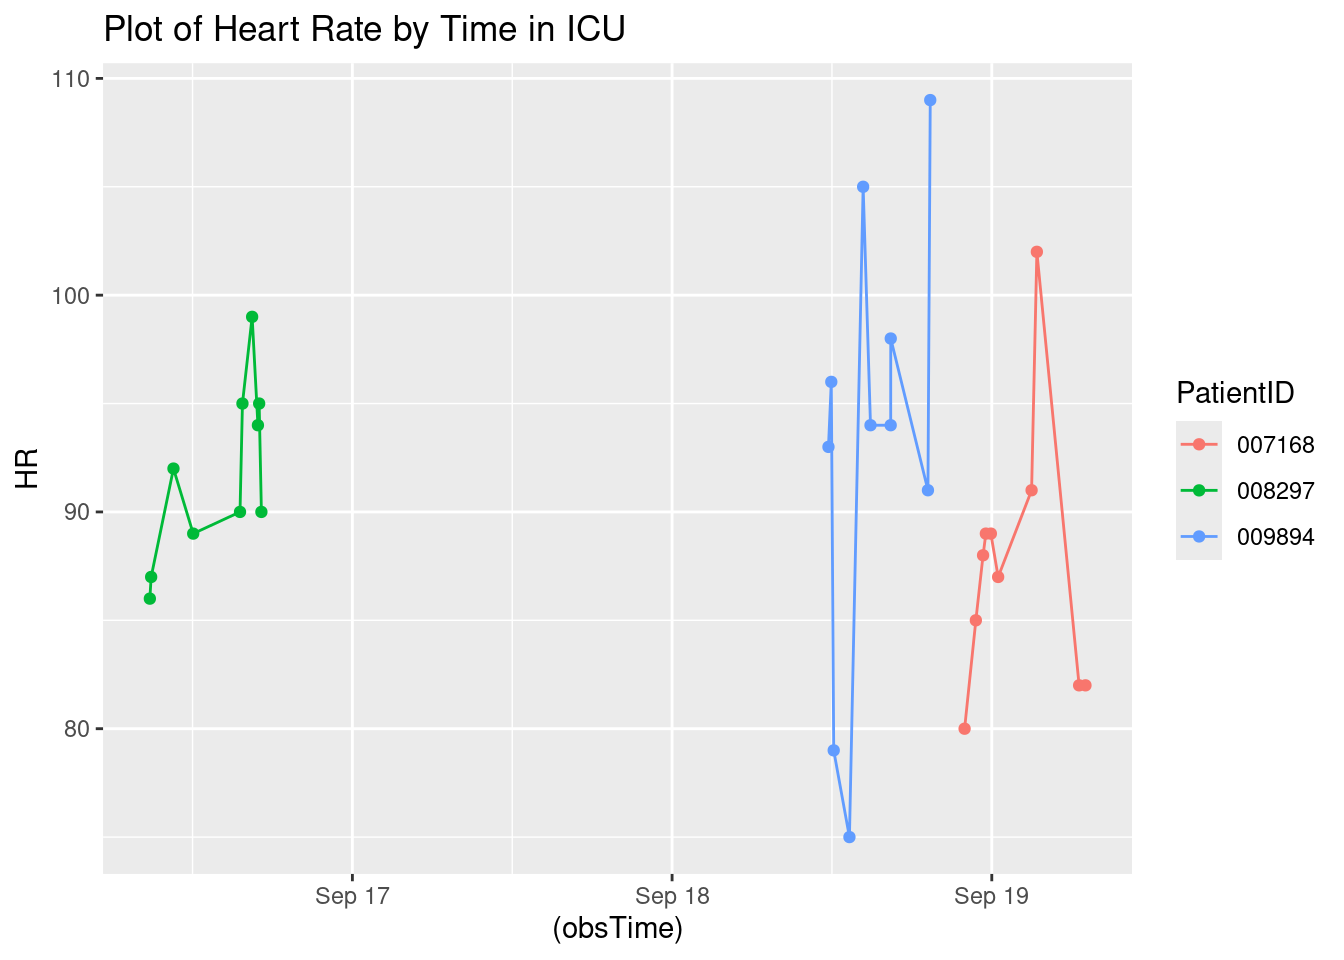 Plot of Heart Rate by Time in ICU
110
100
90
80
HR
Sep 17
Sep 18
Sep 19
(obsTime)
PatientID
007168
008297
009894